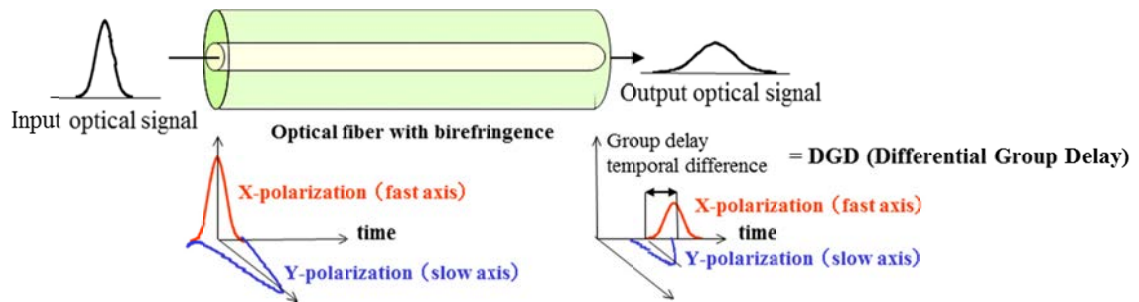 Input optical signal
Output optical signal
Optical fiber with birefringence
Group delay
temporal difference
= DGD (Differential Group Delay)
X-polarization（fast axis）
time
Y-polarization（slow axis）
X-polarization（fast axis）
time
Y-polarization（slow axis）